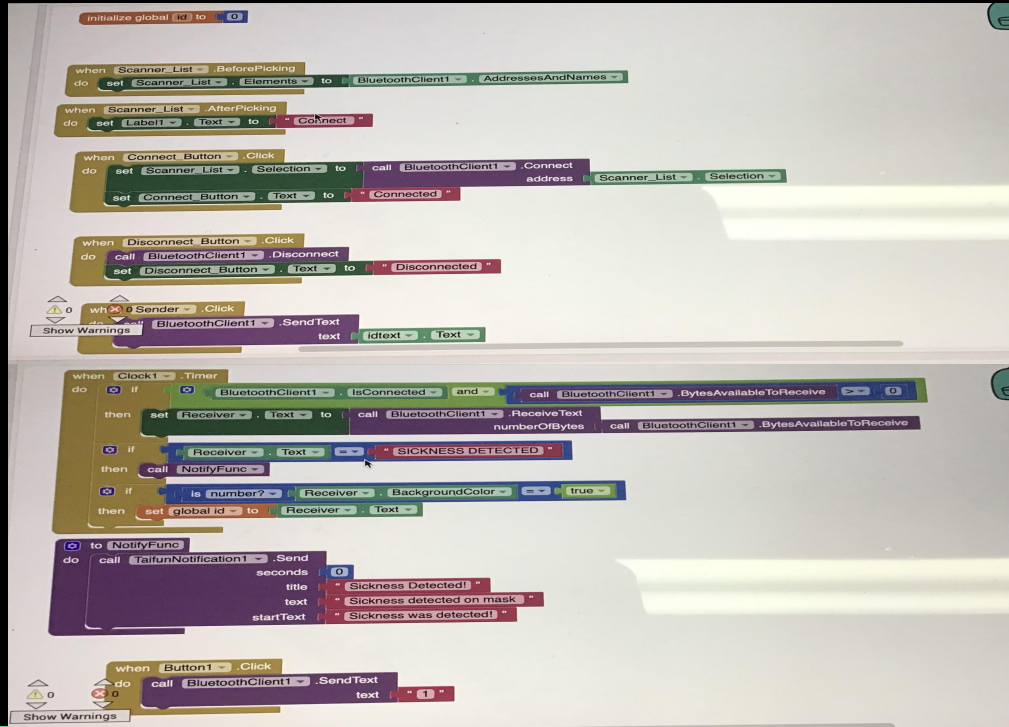 initialize global id to 0
when Scanner_List .BeforePicking
do set Scanner_List . Elements to BluetoothClient1 . AddressesAndNames
when Scanner_List .AfterPicking
do set Label1 . Text to " Connect "
when Connect_Button .Click
do set Scanner_List . Selection to call BluetoothClient1 .Connect
address Scanner_List . Selection
set Connect_Button . Text to " Connected "
when Disconnect_Button .Click
do call BluetoothClient1 .Disconnect
set Disconnect_Button . Text to " Disconnected "
0 0 Sender .Click
BluetoothClient1 .SendText
Show Warnings text idtext . Text
when Clock1 .Timer
do if BluetoothClient1 . IsConnected and call BluetoothClient1 .BytesAvailableToReceive > 0
then set Receiver . Text to call BluetoothClient1 .ReceiveText
numberOfBytes call BluetoothClient1 .BytesAvailableToReceive
if Receiver . Text = " SICKNESS DETECTED "
then call NotifyFunc
if is number? Receiver . BackgroundColor = true
then set global id to Receiver . Text
to NotifyFunc
do call TaifunNotification1 .Send
seconds 0
title " Sickness Detected! "
text " Sickness detected on mask "
startText " Sickness was detected! "
when Button1 .Click
do call BluetoothClient1 .SendText
0 0 text " 1 "
Show Warnings